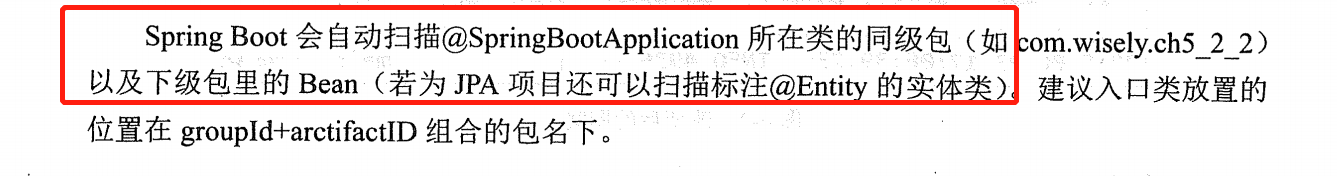 Spring Boot 会自动扫描@SpringBootApplication 所在类的同级包（如 com.wisely.ch5_2_2）
以及下级包里的 Bean（若为 JPA 项目还可以扫描标注@Entity 的实体类）。建议入口类放置的
位置在 groupId+arctifactID 组合的包名下。